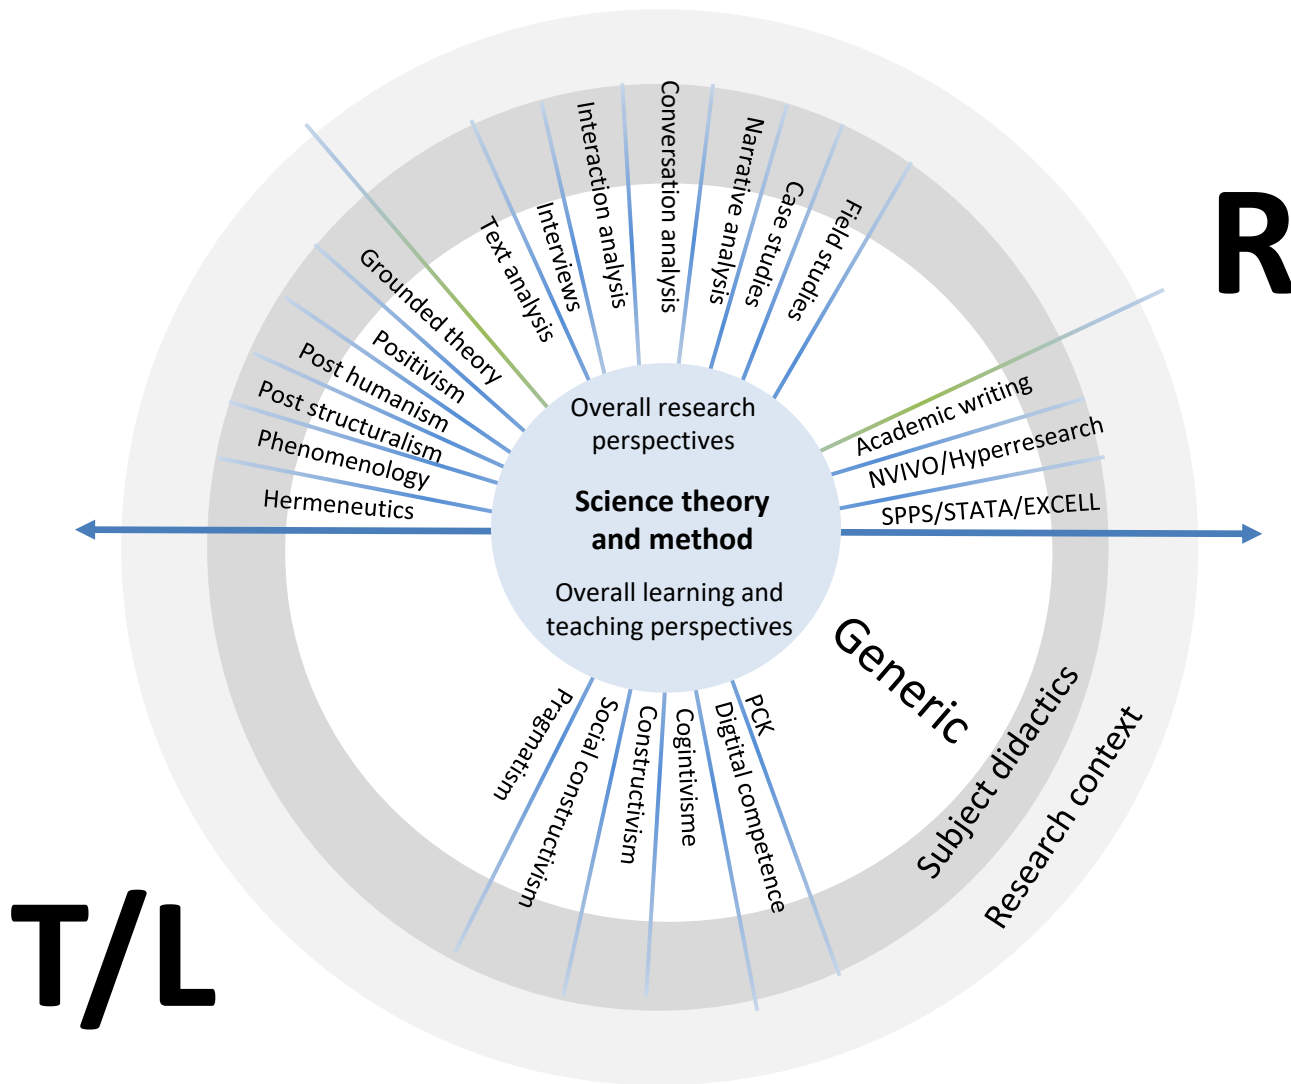 R
Grounded theory
Positivism
Post humanism
Post structuralism
Phenomenology
Hermeneutics
Text analysis
Interviews
Interaction analysis
Conversation analysis
Narrative analysis
Case studies
Field studies
Academic writing
NVIVO/Hyperresearch
SPPS/STATA/EXCELL
Overall research
perspectives
Science theory
and method
Overall learning and
teaching perspectives
Pragmatism
Social constructivism
Constructivism
Cogintivisme
Digtital competence
PCK
Generic
Subject didactics
Research context
T/L